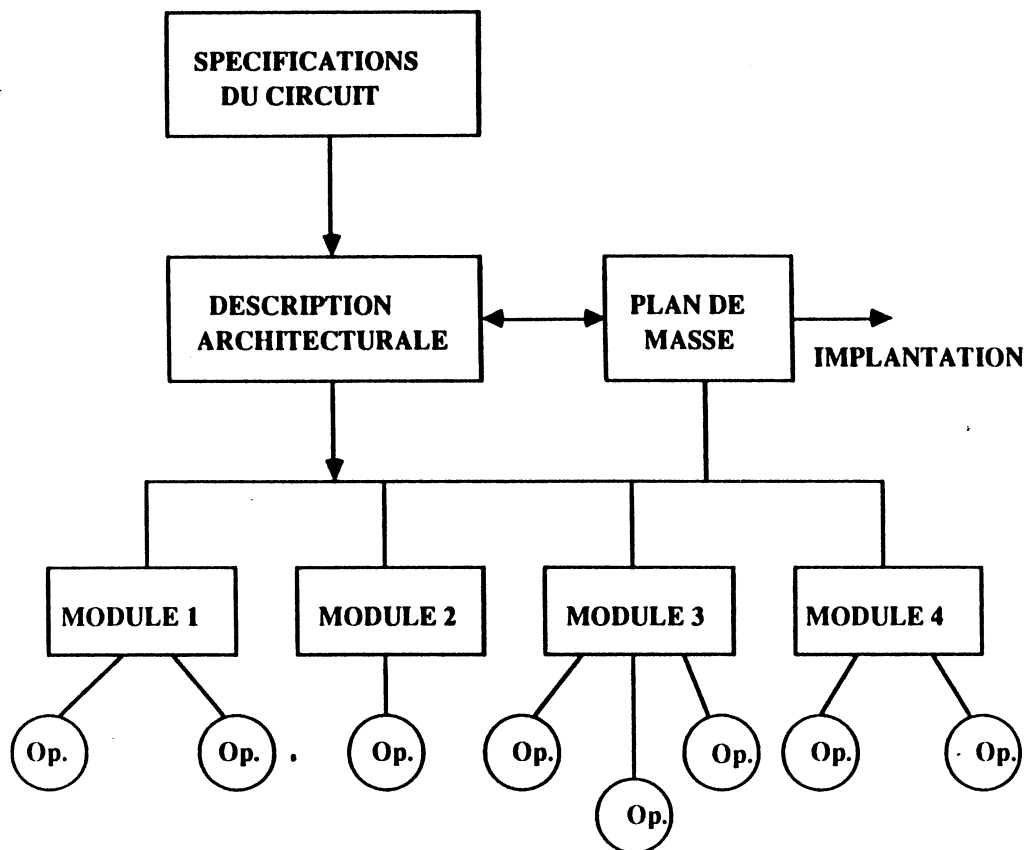 SPECIFICATIONS
DU CIRCUIT
DESCRIPTION
ARCHITECTURALE
PLAN DE
MASSE
IMPLANTATION
MODULE 1
MODULE 2
MODULE 3
MODULE 4
Op.
Op.
Op.
Op.
Op.
Op.
Op.
Op.